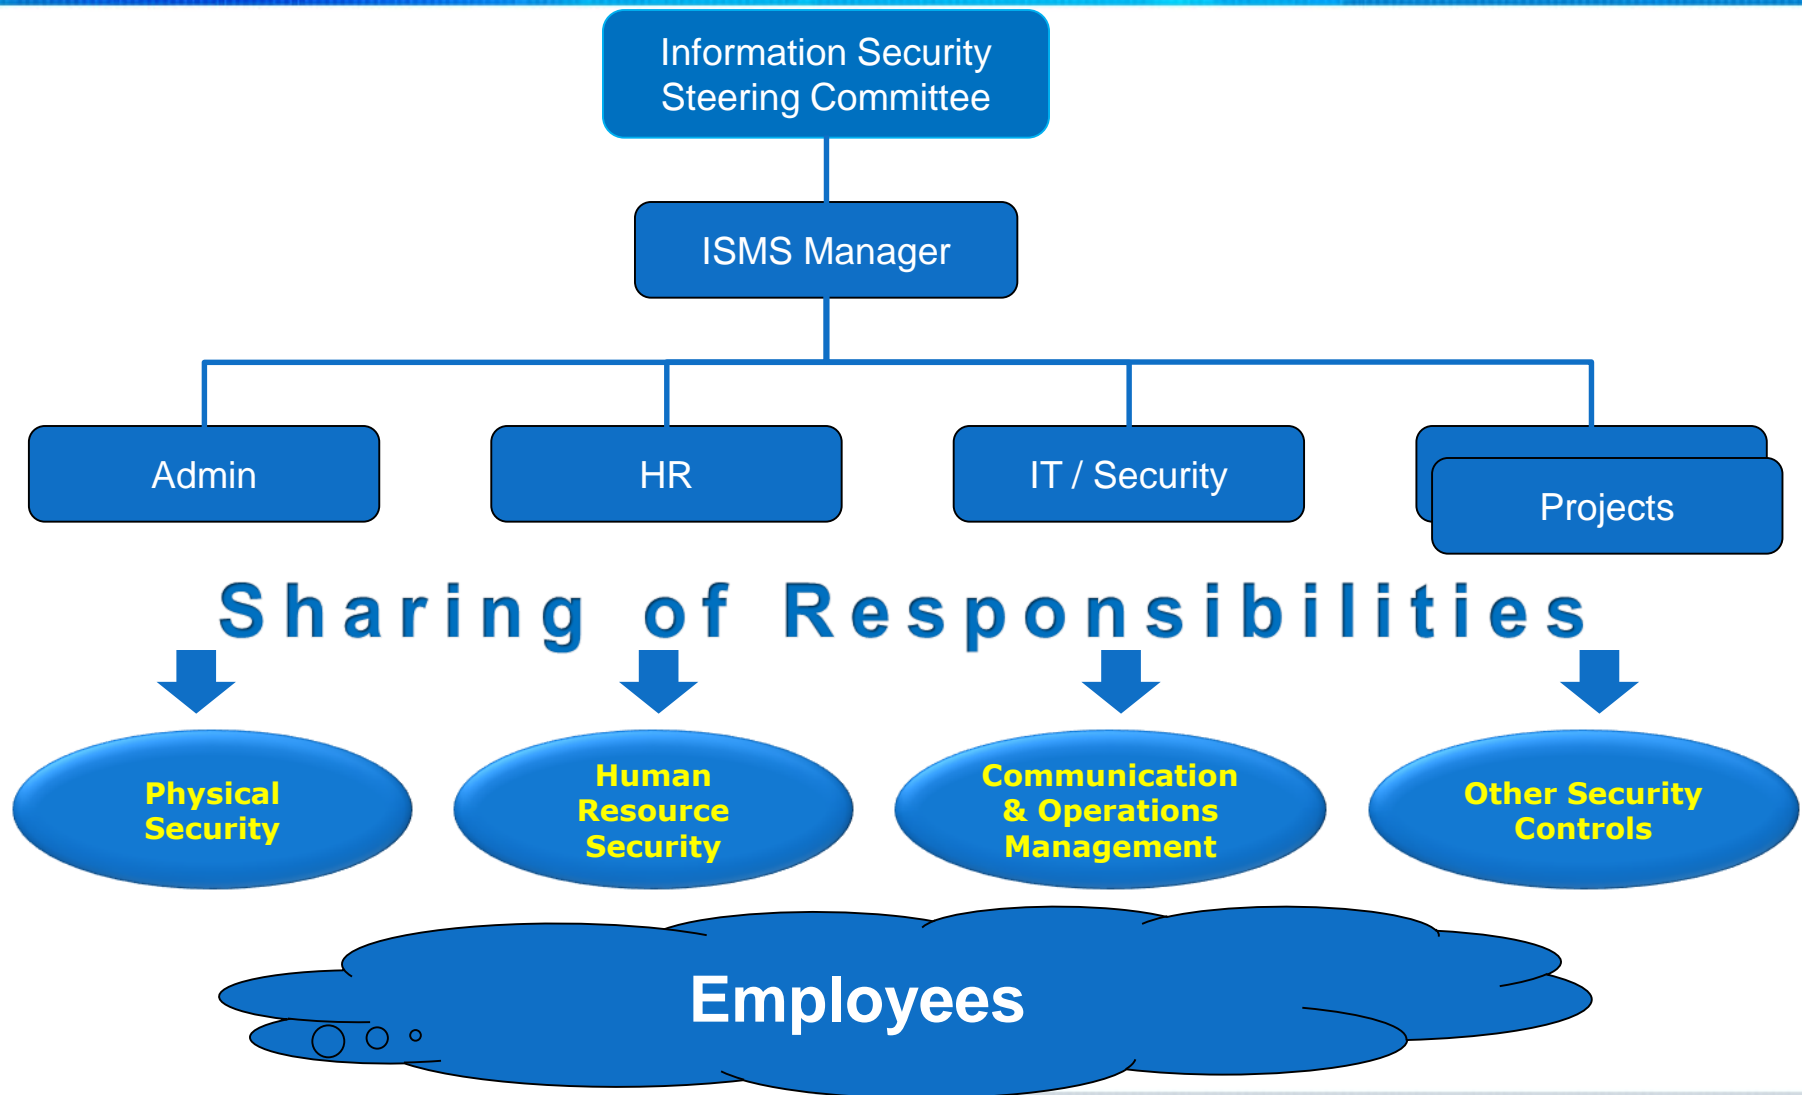 Information Security
Steering Committee
ISMS Manager
Admin
HR
IT / Security
Projects
Sharing of Responsibilities
Physical
Security
Human
Resource
Security
Communication
& Operations
Management
Other Security
Controls
Employees